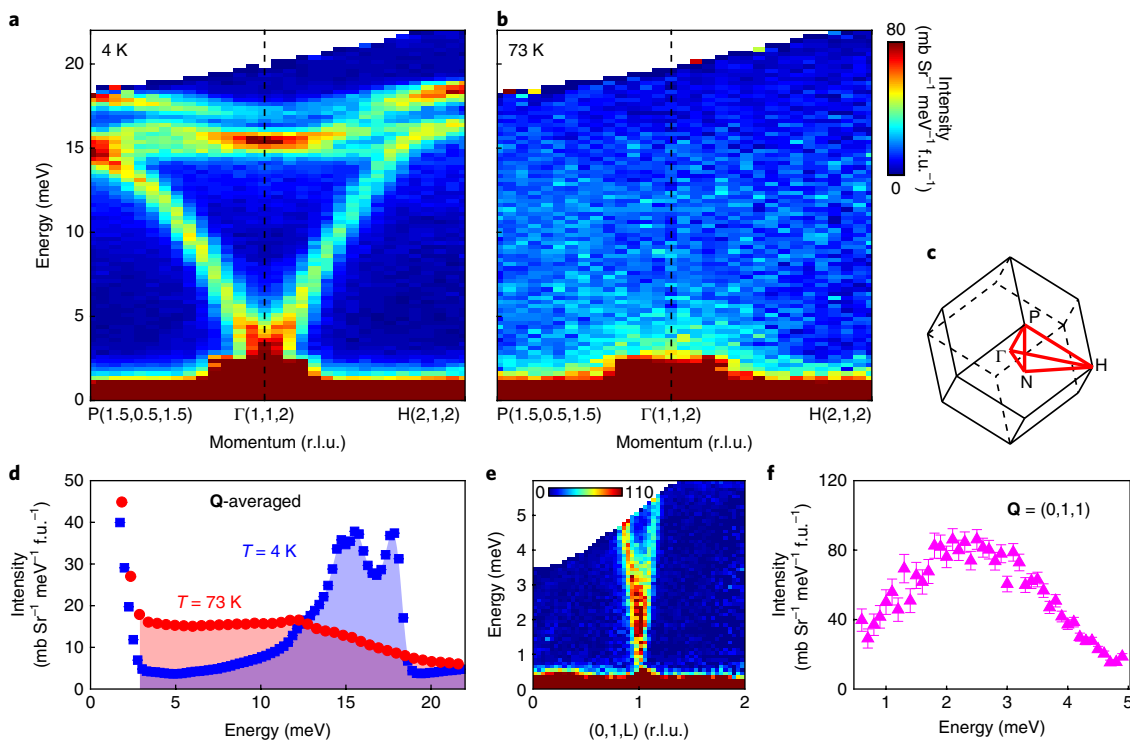 a
4 K
20
15
10
5
0
Energy (meV)
P(1.5,0.5,1.5)
Γ(1,1,2)
H(2,1,2)
Momentum (r.l.u.)
b
73 K
P(1.5,0.5,1.5)
Γ(1,1,2)
H(2,1,2)
Momentum (r.l.u.)
80
0
Intensity
(mb Sr⁻¹ meV⁻¹ f.u.⁻¹)
c
P
Γ
H
N
d
Q-averaged
T = 4 K
T = 73 K
50
40
30
20
10
0
Intensity
(mb Sr⁻¹ meV⁻¹ f.u.⁻¹)
0
5
10
15
20
Energy (meV)
e
0
110
5
4
3
2
1
0
Energy (meV)
0
1
2
(0,1,L) (r.l.u.)
f
Q = (0,1,1)
120
80
40
0
Intensity
(mb Sr⁻¹ meV⁻¹ f.u.⁻¹)
1
2
3
4
5
Energy (meV)